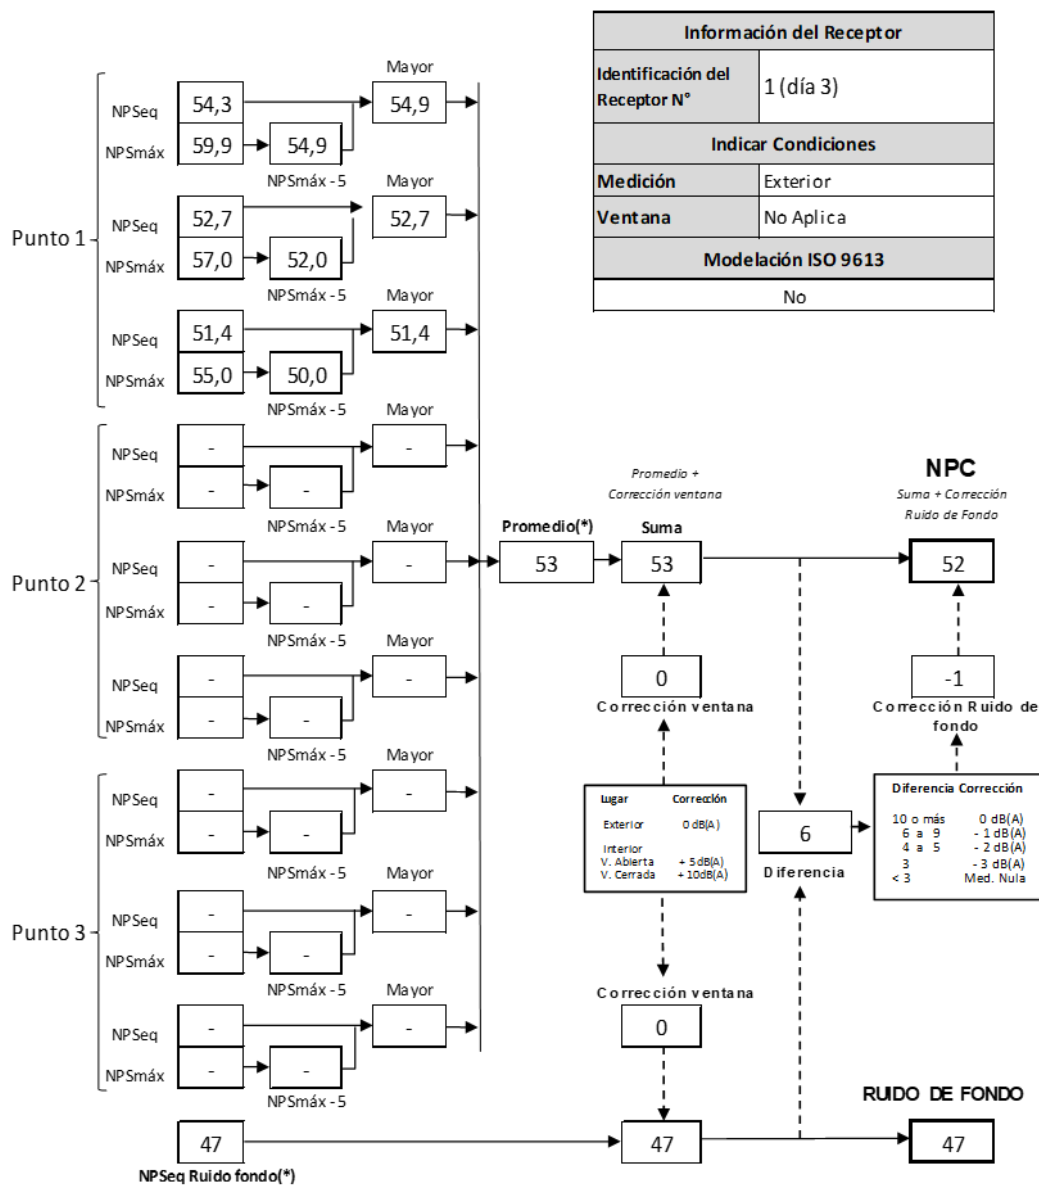 Información del Receptor
Identificación del Receptor N° 1 (día 3)
Indicar Condiciones
Medición Exterior
Ventana No Aplica
Modelación ISO 9613
No
Punto 1
Mayor
NPSeq 54,3 54,9
NPSmáx 59,9 54,9
NPSmáx - 5
Mayor
NPSeq 52,7 52,7
NPSmáx 57,0 52,0
NPSmáx - 5
Mayor
NPSeq 51,4 51,4
NPSmáx 55,0 50,0
NPSmáx - 5
Punto 2
Mayor
NPSeq - -
NPSmáx - -
NPSmáx - 5
Mayor
NPSeq - -
NPSmáx - -
NPSmáx - 5
Mayor
NPSeq - -
NPSmáx - -
NPSmáx - 5
Punto 3
Mayor
NPSeq - -
NPSmáx - -
NPSmáx - 5
Mayor
NPSeq - -
NPSmáx - -
NPSmáx - 5
Mayor
NPSeq - -
NPSmáx - -
NPSmáx - 5
47
NPSeq Ruido fondo(*)
Promedio(*)
53
Promedio +
Corrección ventana
Suma
53
0
Corrección ventana
Lugar Corrección
Exterior 0 dB(A)
Interior
V. Abierta + 5dB(A)
V. Cerrada + 10dB(A)
Corrección ventana
0
47
6
Diferencia
NPC
Suma + Corrección
Ruido de Fondo
52
-1
Corrección Ruido de
fondo
Diferencia Corrección
10 o más 0 dB(A)
6 a 9 - 1 dB(A)
4 a 5 - 2 dB(A)
3 - 3 dB(A)
< 3 Med. Nula
RUIDO DE FONDO
47